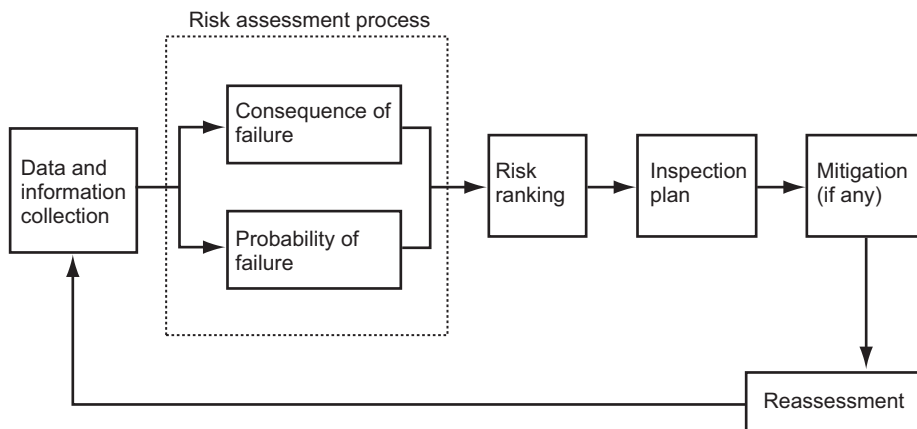 Risk assessment process
Consequence of
failure
Data and
information
collection
Probability of
failure
Risk
ranking
Inspection
plan
Mitigation
(if any)
Reassessment